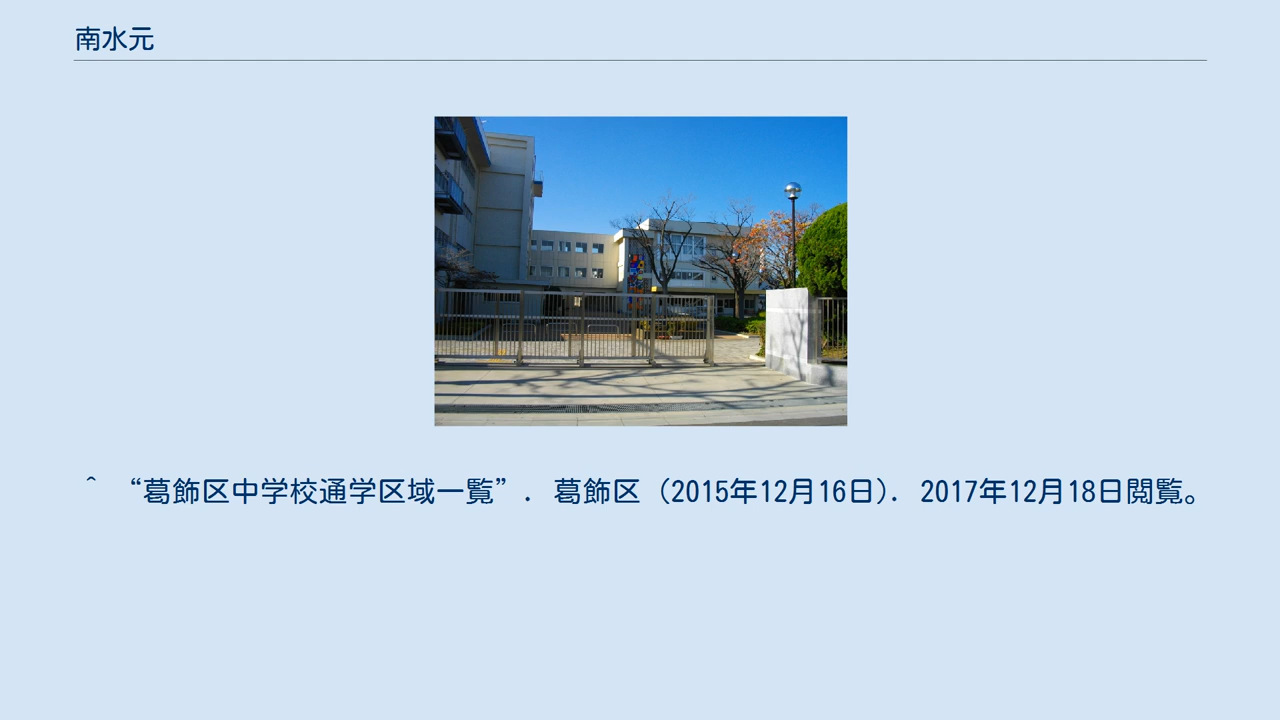 南水元
^ “葛飾区中学校通学区域一覧”. 葛飾区 (2015年12月16日). 2017年12月18日閲覧。